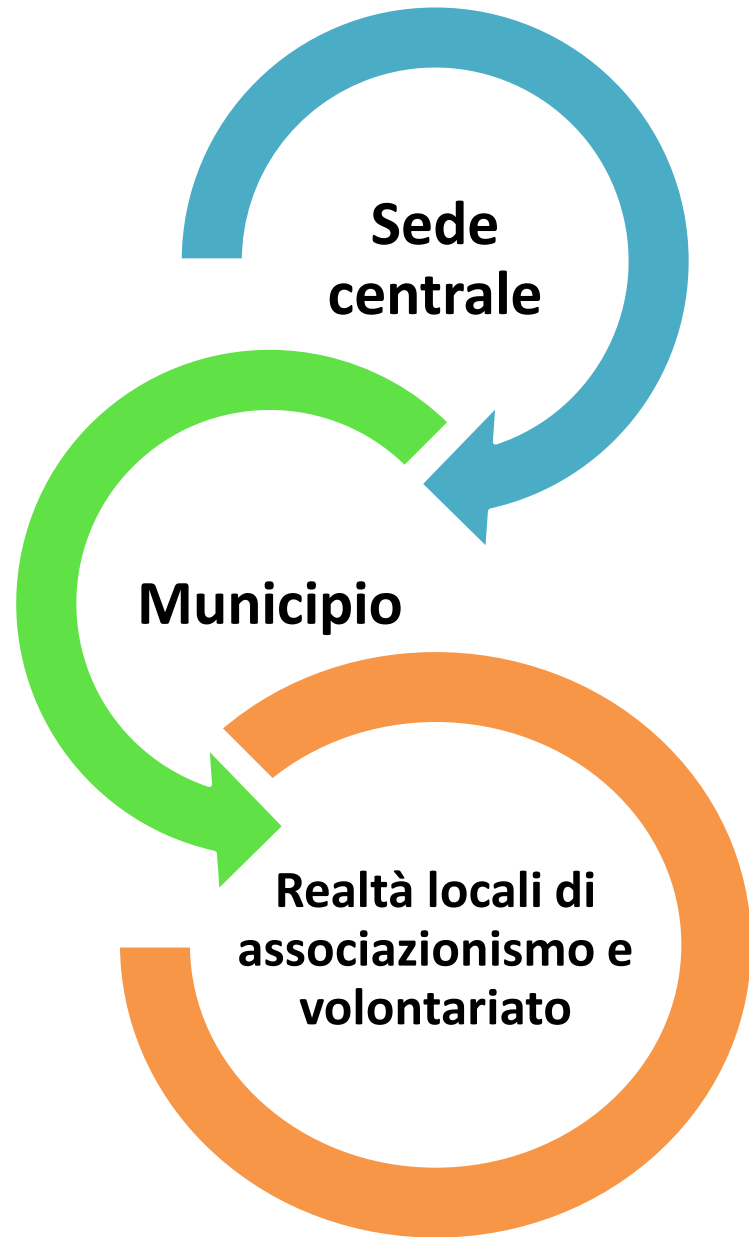 Sede
centrale
Municipio
Realtà locali di
associazionismo e
volontariato